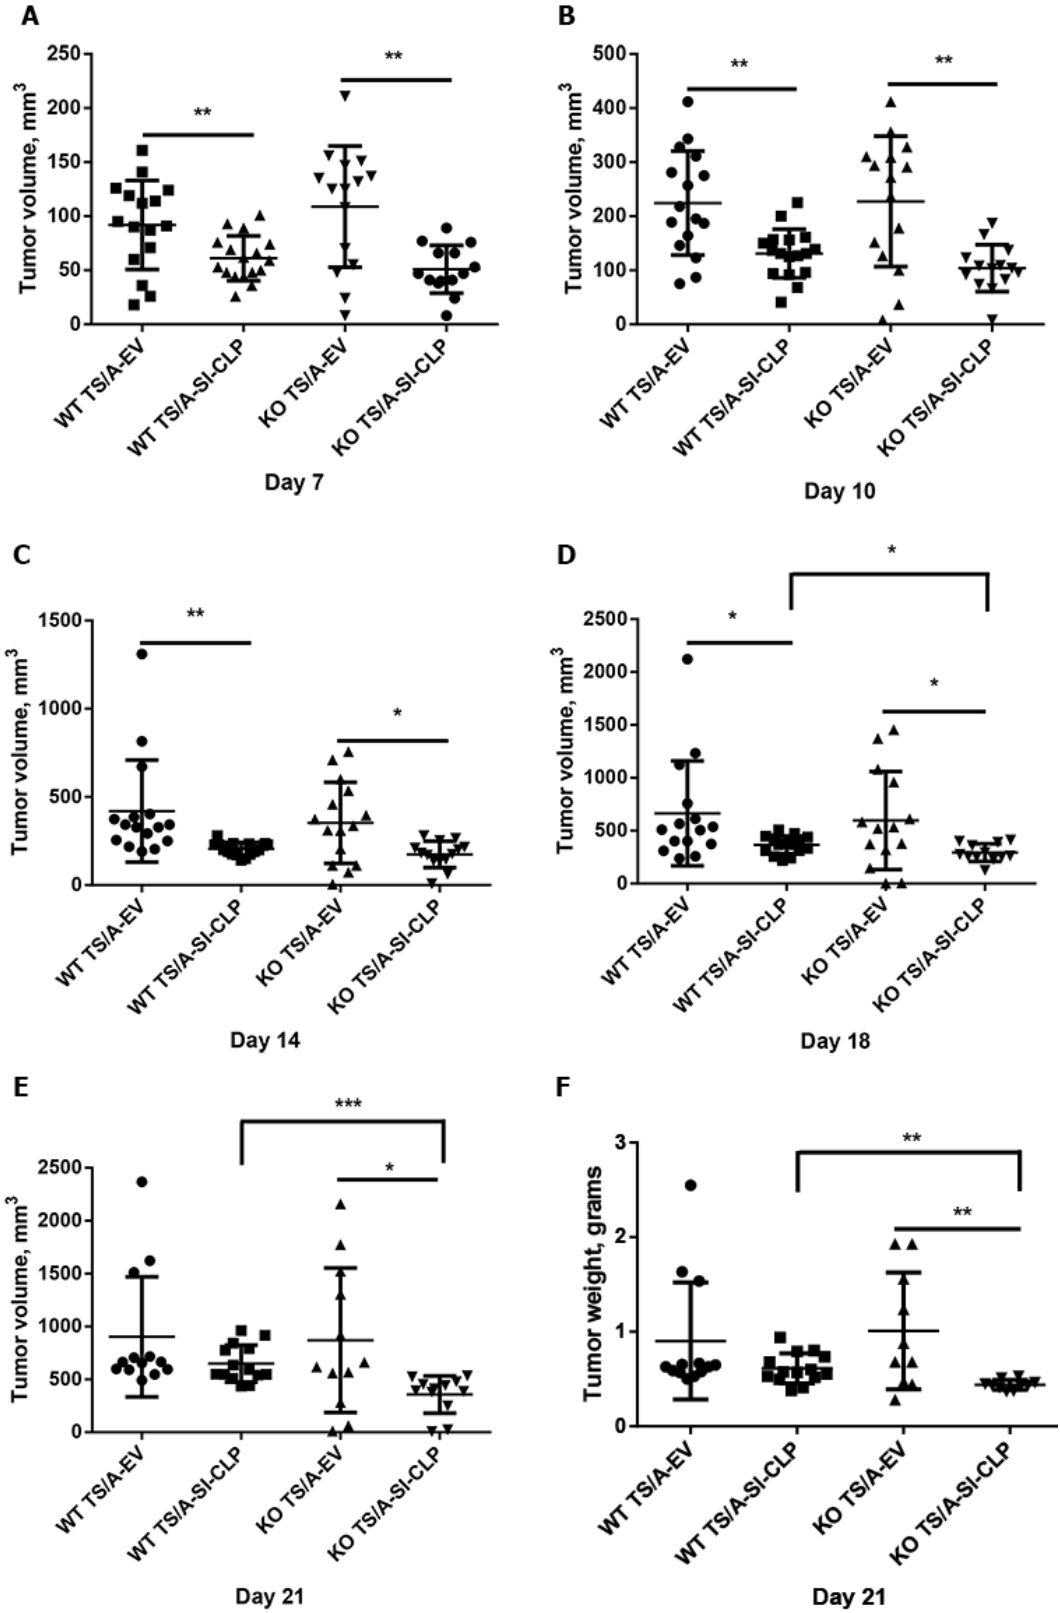 A
Tumor volume, mm3
250
200
150
100
50
0
**
**
WT TS/A-EV
WT TS/A-SI-CLP
KO TS/A-EV
KO TS/A-SI-CLP
Day 7
B
Tumor volume, mm3
500
400
300
200
100
0
**
**
WT TS/A-EV
WT TS/A-SI-CLP
KO TS/A-EV
KO TS/A-SI-CLP
Day 10
C
Tumor volume, mm3
1500
1000
500
0
**
*
WT TS/A-EV
WT TS/A-SI-CLP
KO TS/A-EV
KO TS/A-SI-CLP
Day 14
D
Tumor volume, mm3
2500
2000
1500
1000
500
0
*
*
*
WT TS/A-EV
WT TS/A-SI-CLP
KO TS/A-EV
KO TS/A-SI-CLP
Day 18
E
Tumor volume, mm3
2500
2000
1500
1000
500
0
***
*
WT TS/A-EV
WT TS/A-SI-CLP
KO TS/A-EV
KO TS/A-SI-CLP
Day 21
F
Tumor weight, grams
3
2
1
0
**
**
WT TS/A-EV
WT TS/A-SI-CLP
KO TS/A-EV
KO TS/A-SI-CLP
Day 21